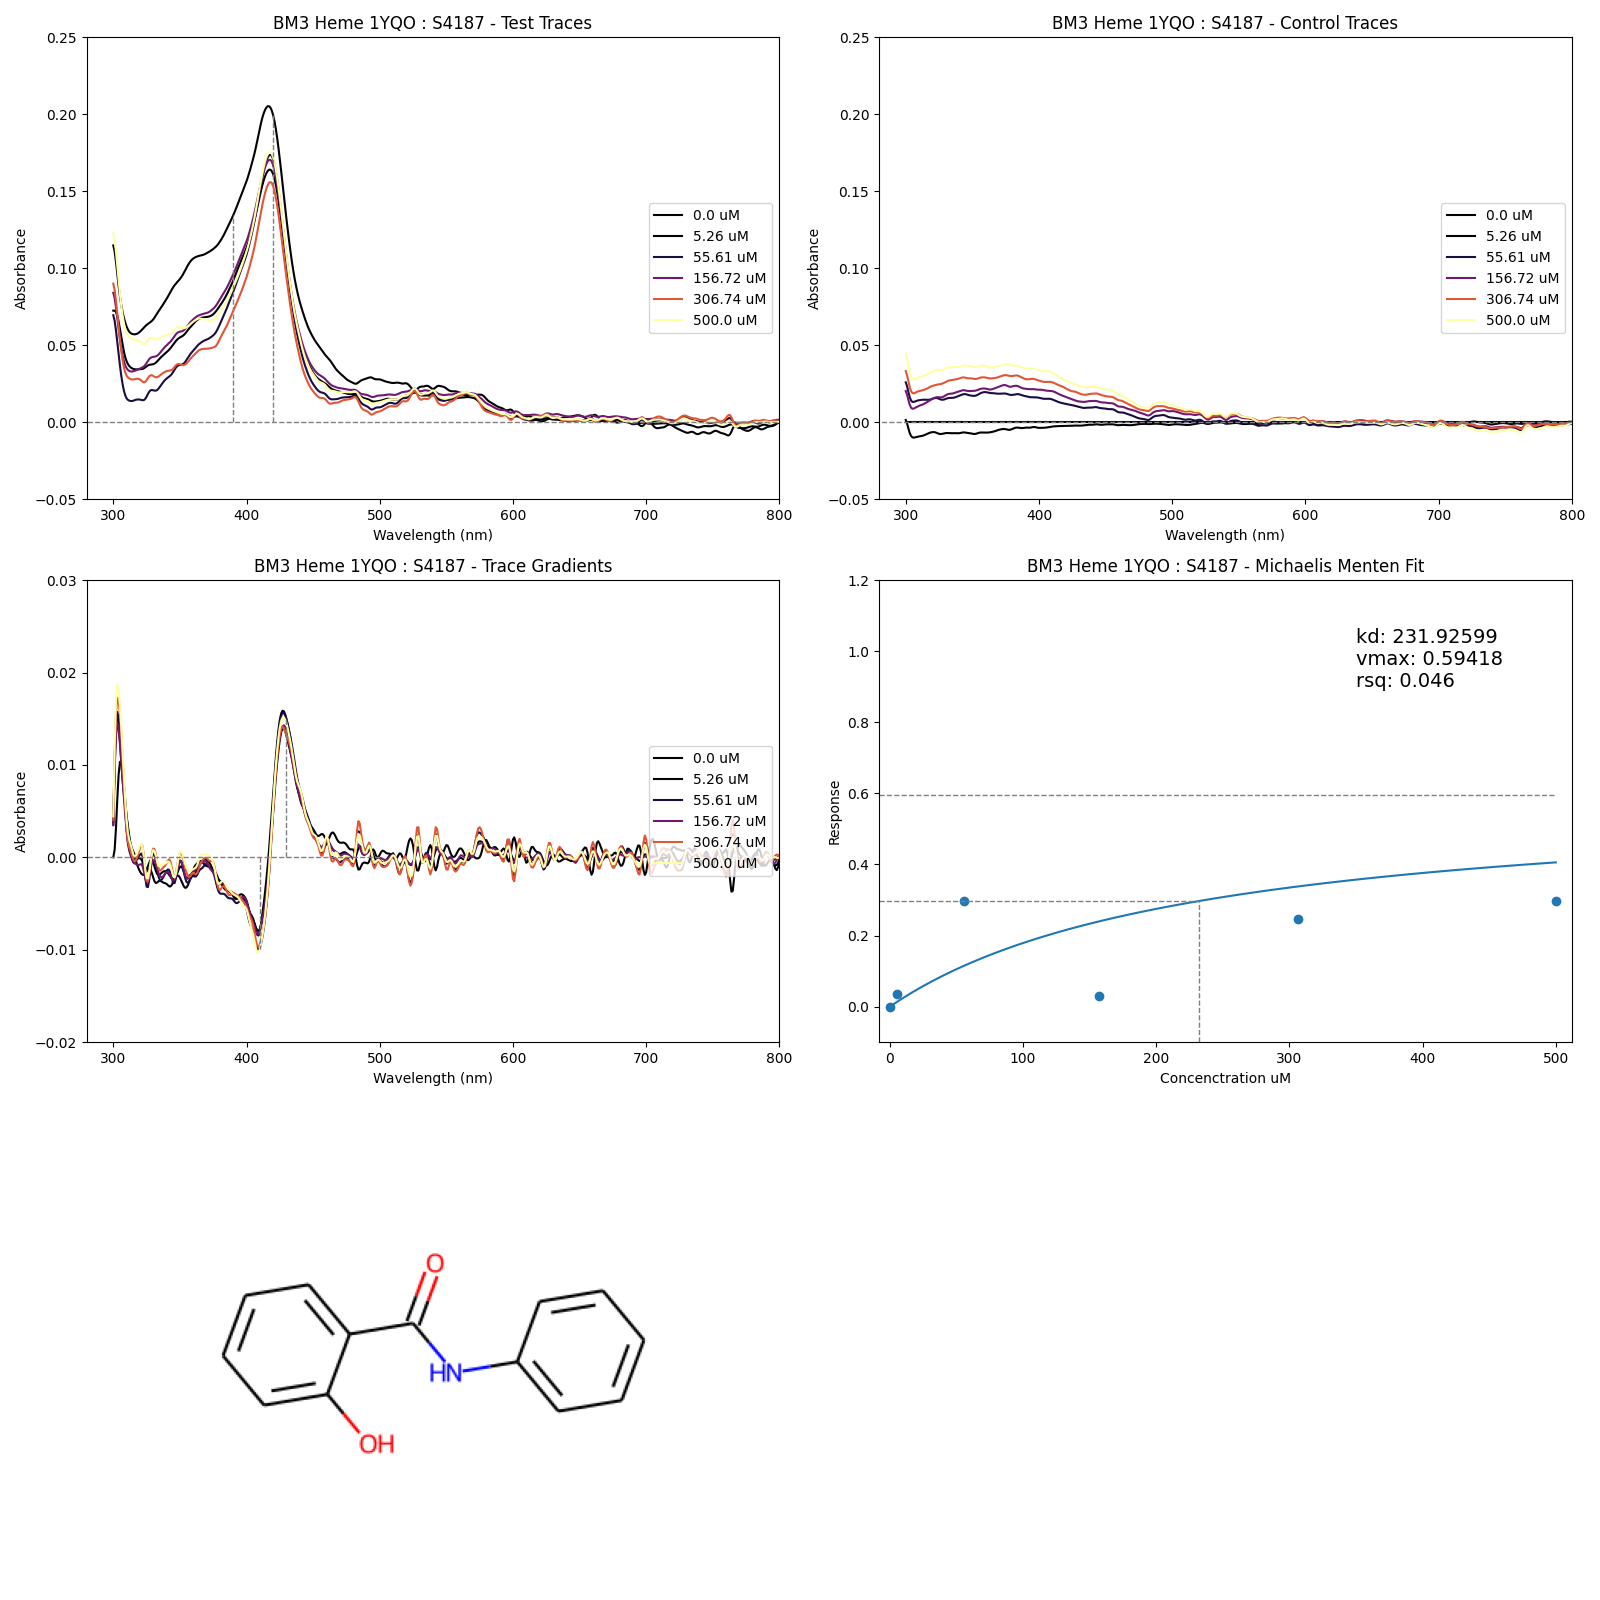 BM3 Heme 1YQO : S4187 - Test Traces
0.25
0.20
0.15
0.10
0.05
0.00
−0.05
Absorbance
300 400 500 600 700 800
Wavelength (nm)
0.0 uM
5.26 uM
55.61 uM
156.72 uM
306.74 uM
500.0 uM
BM3 Heme 1YQO : S4187 - Control Traces
0.25
0.20
0.15
0.10
0.05
0.00
−0.05
Absorbance
300 400 500 600 700 800
Wavelength (nm)
0.0 uM
5.26 uM
55.61 uM
156.72 uM
306.74 uM
500.0 uM
BM3 Heme 1YQO : S4187 - Trace Gradients
0.03
0.02
0.01
0.00
−0.01
−0.02
Absorbance
300 400 500 600 700 800
Wavelength (nm)
0.0 uM
5.26 uM
55.61 uM
156.72 uM
306.74 uM
500.0 uM
BM3 Heme 1YQO : S4187 - Michaelis Menten Fit
1.2
1.0
0.8
0.6
0.4
0.2
0.0
Response
0 100 200 300 400 500
Concenctration uM
kd: 231.92599
vmax: 0.59418
rsq: 0.046
O
HN
OH